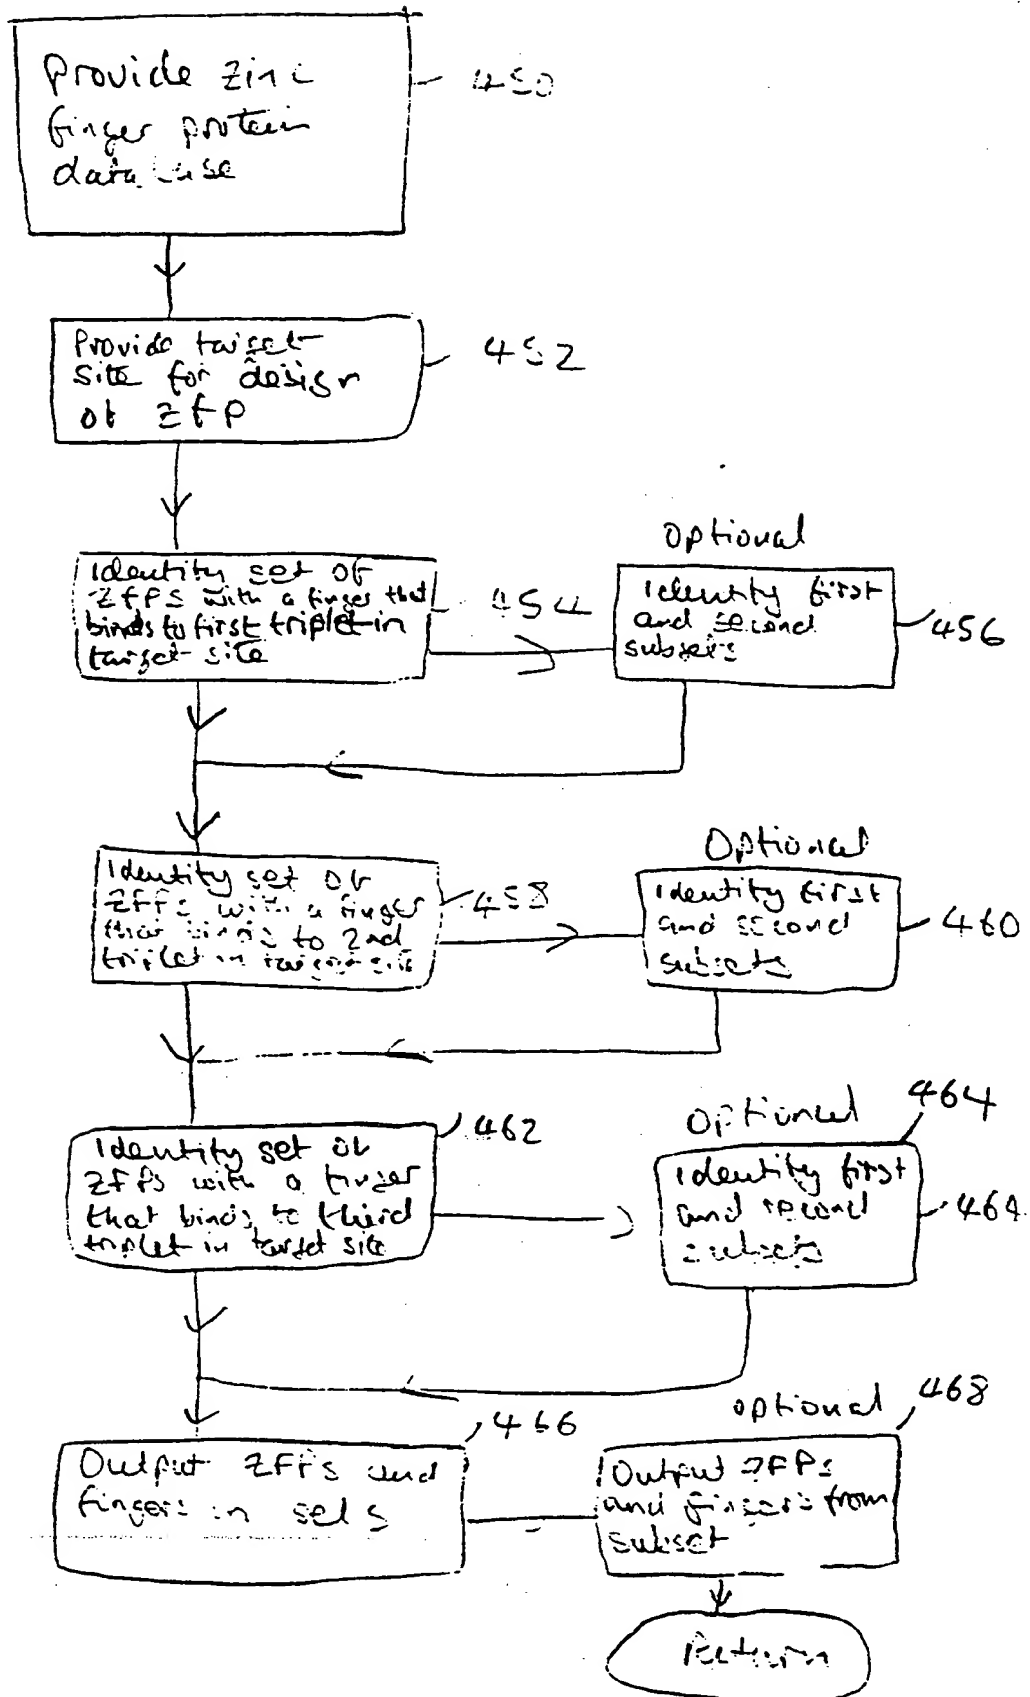 Provide zinc
finger protein
database
450
Provide target
site for design
of ZFP
452
Identify set of
ZFPs with a finger that
binds to first triplet in
target site
454
Optional
Identify first
and second
subsets
456
Identify set of
ZFPs with a finger
that binds to 2nd
triplet in target site
458
Optional
Identify first
and second
subsets
460
Identify set of
ZFPs with a finger
that binds to third
triplet in target site
462
Optional
464
Identify first
and second
subsets
464
Output ZFPs and
fingers in sets
466
optional
468
Output ZFPs
and fingers from
subset
Return